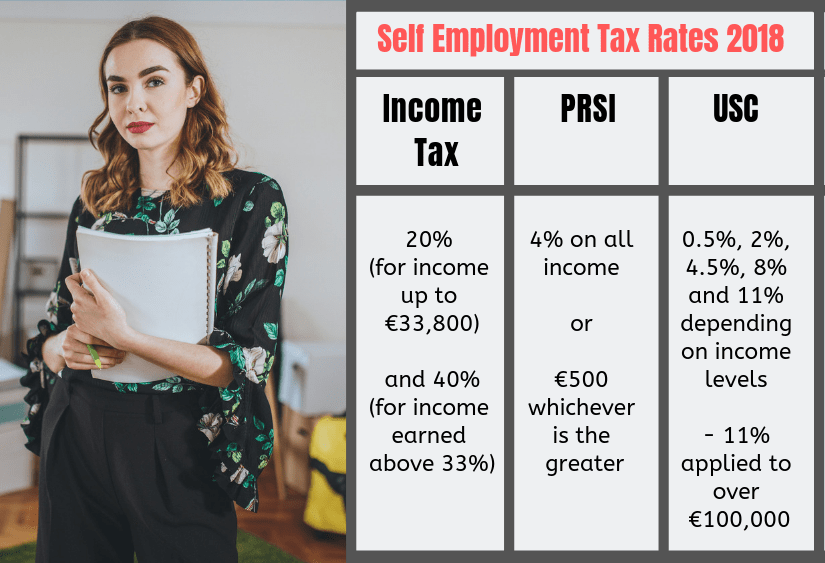 Self Employment Tax Rates 2018
Income
Tax
PRSI
USC
20%
(for income
up to
€33,800)
and 40%
(for income
earned
above 33%)
4% on all
income
or
€500
whichever
is the
greater
0.5%, 2%,
4.5%, 8%
and 11%
depending
on income
levels
- 11%
applied to
over
€100,000